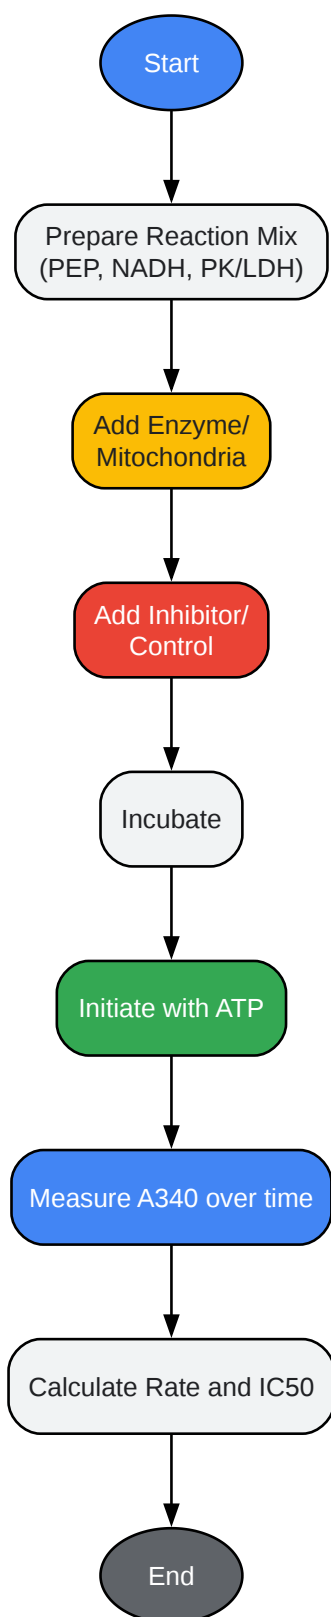 Start
Prepare Reaction Mix
(PEP, NADH, PK/LDH)
Add Enzyme/
Mitochondria
Add Inhibitor/
Control
Incubate
Initiate with ATP
Measure A340 over time
Calculate Rate and IC50
End